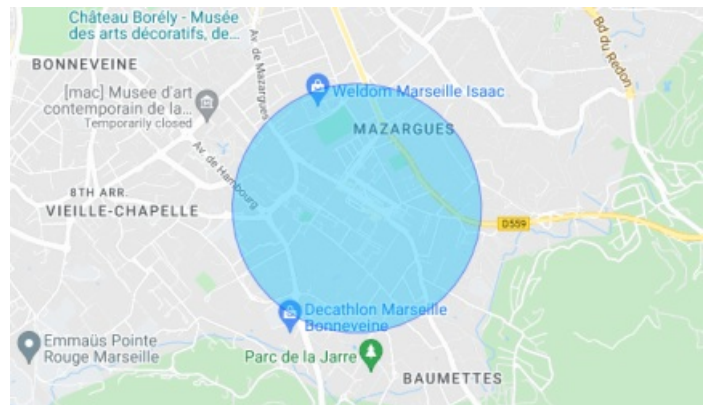 Château Borély - Musée
des arts décoratifs, de...
BONNEVEINE
[mac] Musee d'art
contemporain de la...
Temporarily closed
Av. de Mazargues
Weldom Marseille Isaac
Bd du Redon
MAZARGUES
Av. de Hambourg
8TH ARR.
VIEILLE-CHAPELLE
D559
Decathlon Marseille
Bonneveine
Emmaüs Pointe
Rouge Marseille
Parc de la Jarre
BAUMETTES